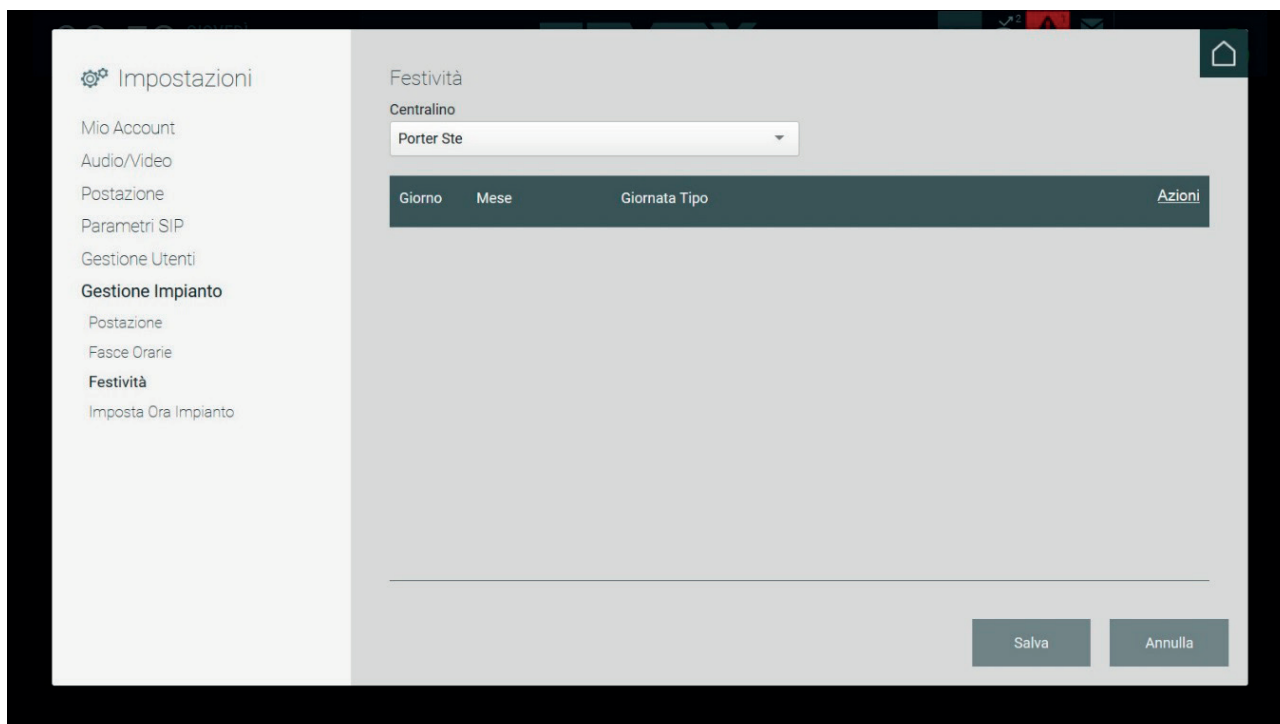 Impostazioni
Mio Account
Audio/Video
Postazione
Parametri SIP
Gestione Utenti
Gestione Impianto
Postazione
Fasce Orarie
Festività
Imposta Ora Impianto
Festività
Centralino
Porter Ste
Giorno Mese Giornata Tipo Azioni
Salva Annulla